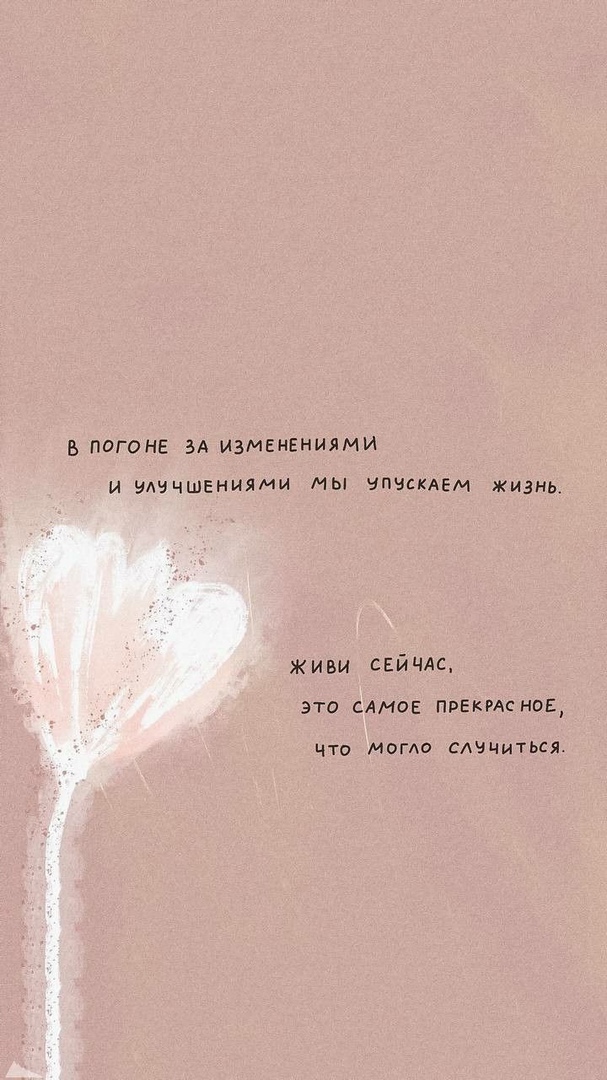 В ПОГОНЕ ЗА ИЗМЕНЕНИЯМИ
И УЛУЧШЕНИЯМИ МЫ УПУСКАЕМ ЖИЗНЬ.
ЖИВИ СЕЙЧАС,
ЭТО САМОЕ ПРЕКРАСНОЕ,
ЧТО МОГЛО СЛУЧИТЬСЯ.